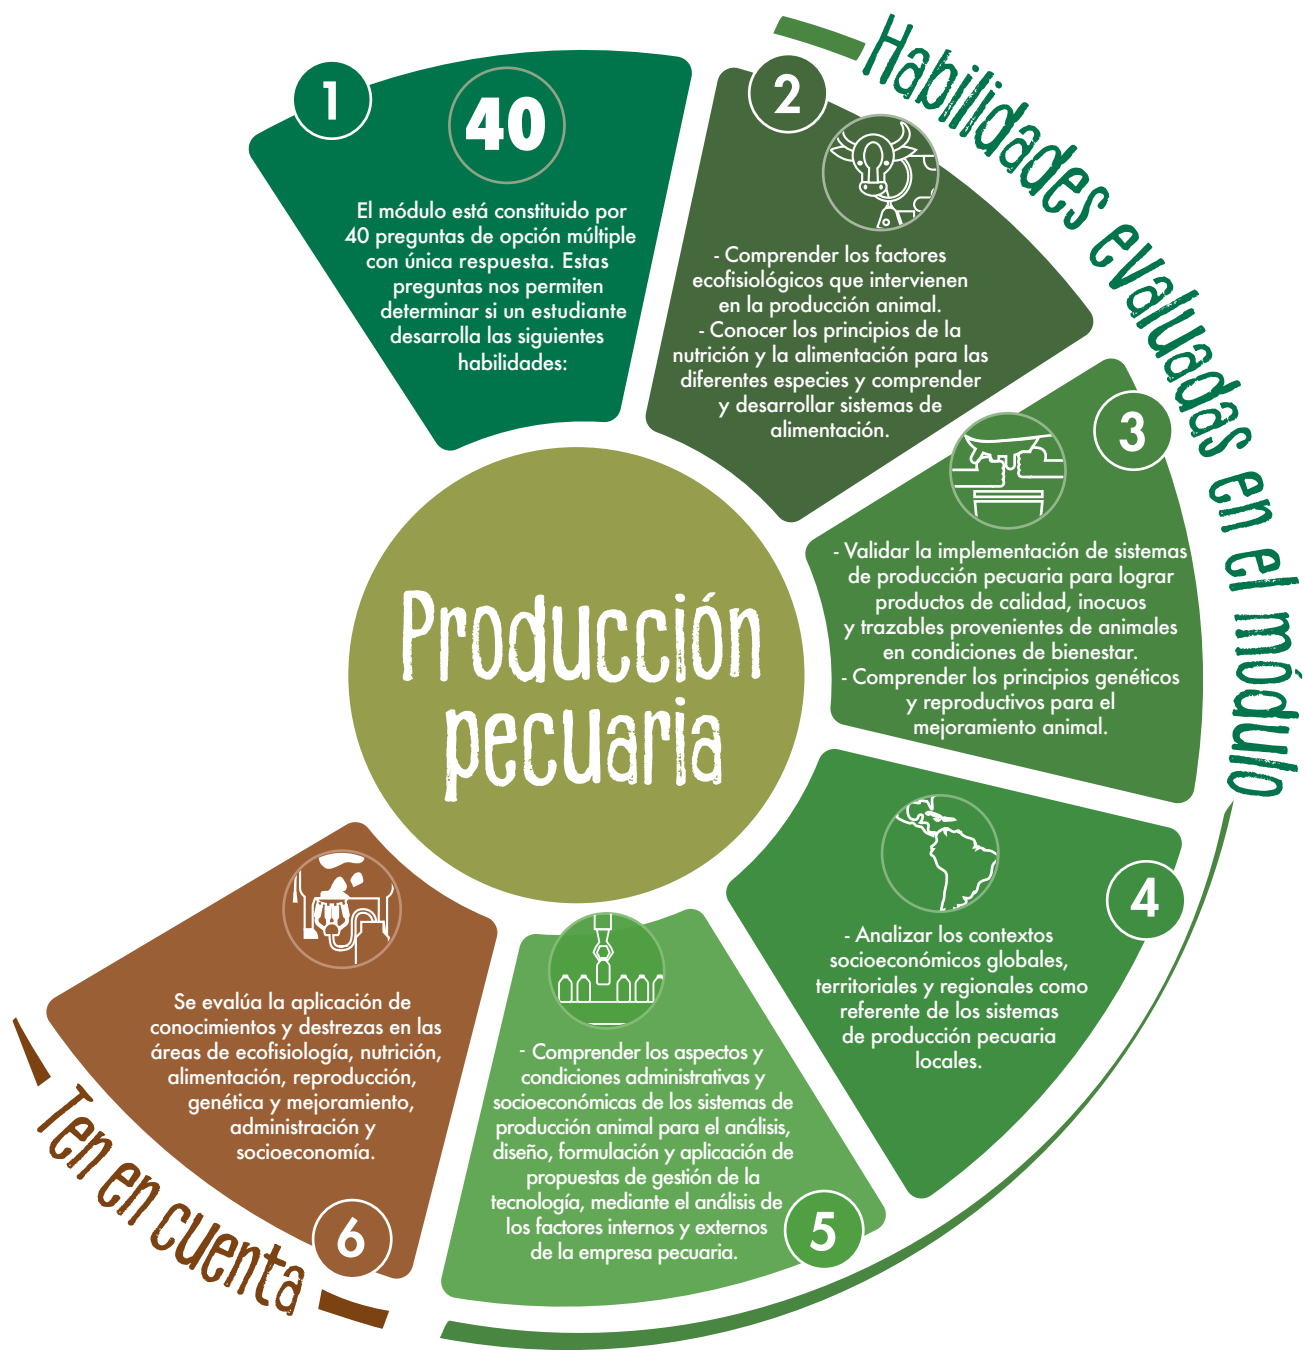 Producción
pecuaria
1
40
El módulo está constituido por
40 preguntas de opción múltiple
con única respuesta. Estas
preguntas nos permiten
determinar si un estudiante
desarrolla las siguientes
habilidades:
Habilidades evaluadas en el módulo
2
- Comprender los factores
ecofisiológicos que intervienen
en la producción animal.
- Conocer los principios de la
nutrición y la alimentación para las
diferentes especies y comprender
y desarrollar sistemas de
alimentación.
3
- Validar la implementación de sistemas
de producción pecuaria para lograr
productos de calidad, inocuos
y trazables provenientes de animales
en condiciones de bienestar.
- Comprender los principios genéticos
y reproductivos para el
mejoramiento animal.
4
- Analizar los contextos
socioeconómicos globales,
territoriales y regionales como
referente de los sistemas
de producción pecuaria
locales.
5
- Comprender los aspectos y
condiciones administrativas y
socioeconómicas de los sistemas de
producción animal para el análisis,
diseño, formulación y aplicación de
propuestas de gestión de la
tecnología, mediante el análisis de
los factores internos y externos
de la empresa pecuaria.
Ten en cuenta
6
Se evalúa la aplicación de
conocimientos y destrezas en las
áreas de ecofisiología, nutrición,
alimentación, reproducción,
genética y mejoramiento,
administración y
socioeconomía.